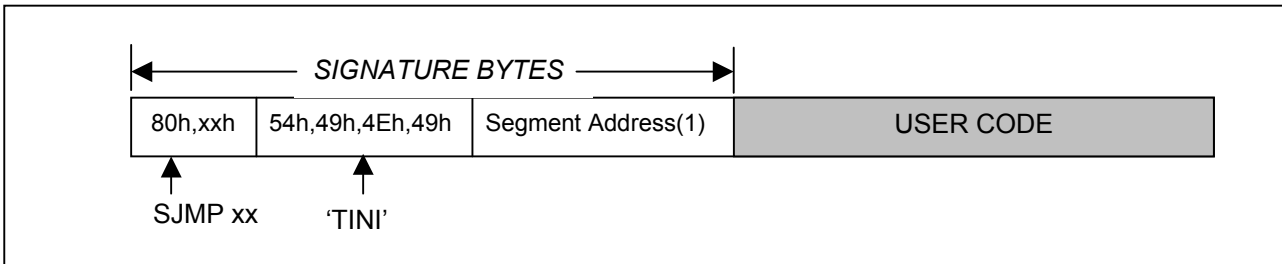 SIGNATURE BYTES
80h,xxh 54h,49h,4Eh,49h Segment Address(1) USER CODE
SJMP xx ‘TINI’